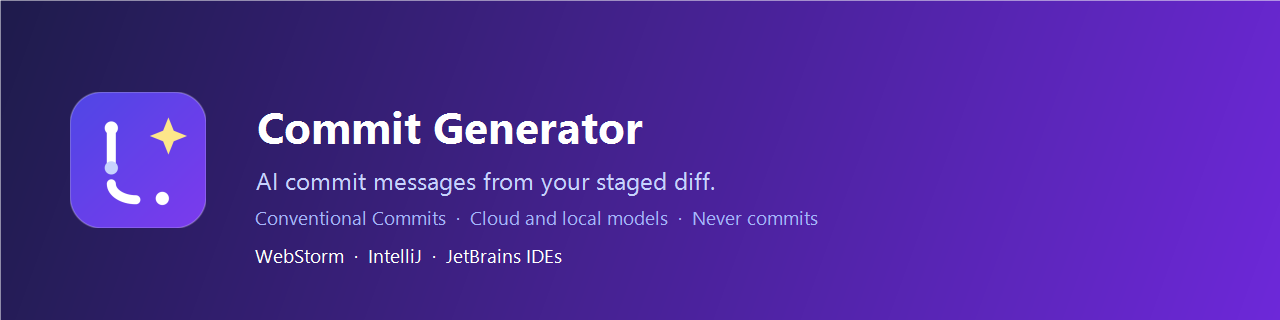 Commit Generator
AI commit messages from your staged diff.
Conventional Commits · Cloud and local models · Never commits
WebStorm · IntelliJ · JetBrains IDEs